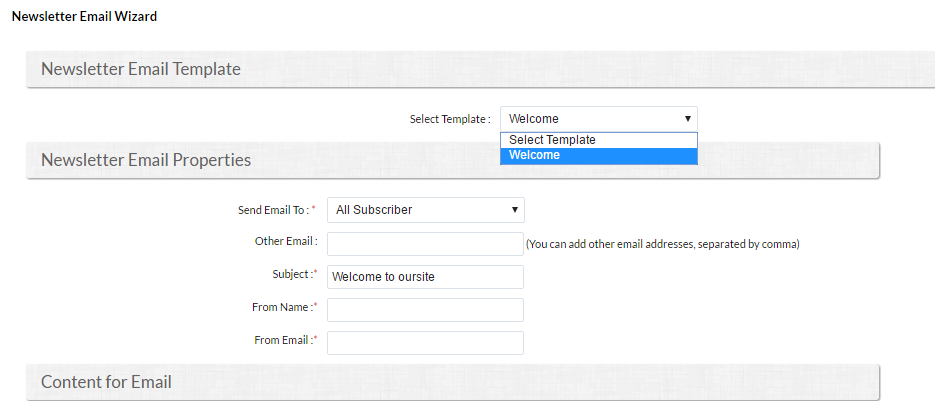 Newsletter Email Wizard
Newsletter Email Template
Select Template : Welcome
Select Template
Welcome
Newsletter Email Properties
Send Email To : * All Subscriber
Other Email : (You can add other email addresses, separated by comma)
Subject :* Welcome to oursite
From Name :*
From Email :*
Content for Email